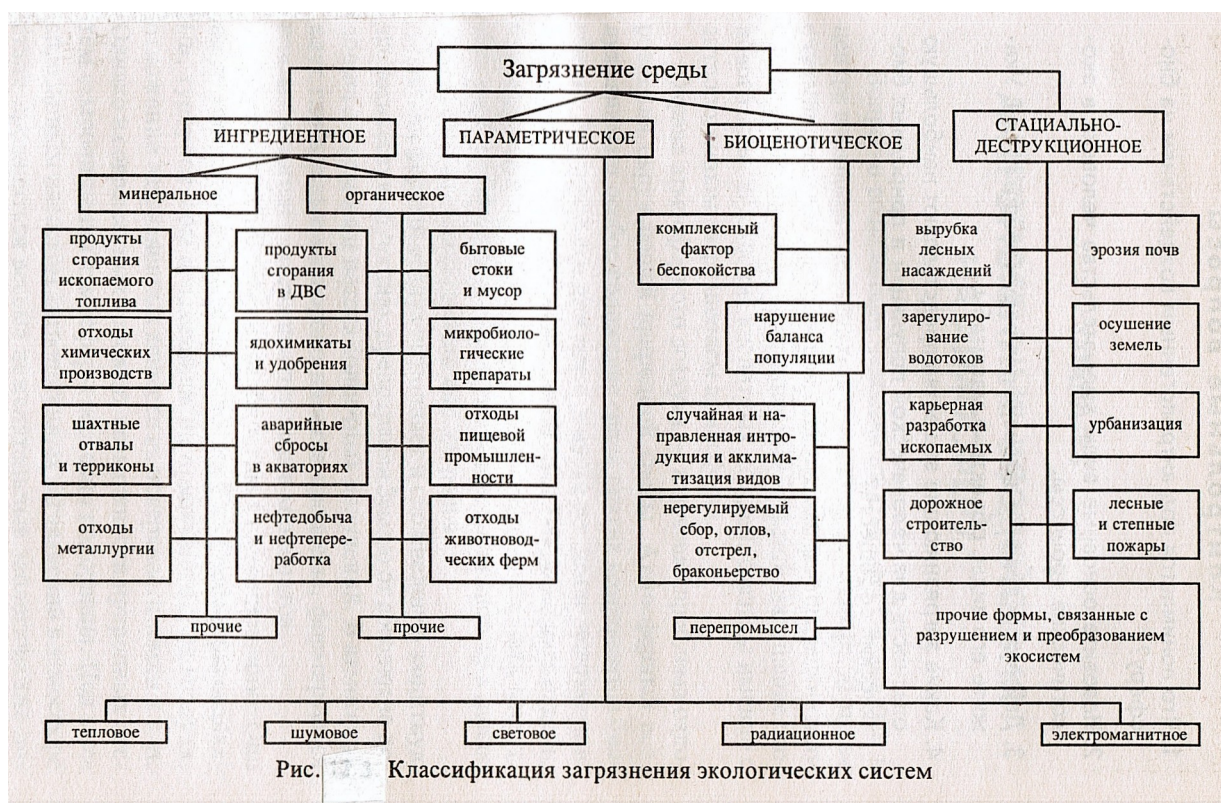 Загрязнение среды
ИНГРЕДИЕНТНОЕ
ПАРАМЕТРИЧЕСКОЕ
БИОЦЕНОТИЧЕСКОЕ
СТАЦИАЛЬНО-
ДЕСТРУКЦИОННОЕ
минеральное
органическое
продукты
сгорания
ископаемого
топлива
продукты
сгорания
в ДВС
бытовые
стоки
и мусор
отходы
химических
производств
ядохимикаты
и удобрения
микробиоло-
гические
препараты
шахтные
отвалы
и терриконы
аварийные
сбросы
в акваториях
отходы
пищевой
промышлен-
ности
отходы
металлургии
нефтедобыча
и нефтепере-
работка
отходы
животновод-
ческих ферм
прочие
прочие
комплексный
фактор
беспокойства
нарушение
баланса
популяции
случайная и на-
правленная интро-
дукция и акклима-
тизация видов
нерегулируемый
сбор, отлов,
отстрел,
браконьерство
перепромысел
вырубка
лесных
насаждений
эрозия почв
зарегулиро-
вание
водотоков
осушение
земель
карьерная
разработка
ископаемых
урбанизация
дорожное
строитель-
ство
лесные
и степные
пожары
прочие формы, связанные с
разрушением и преобразованием
экосистем
тепловое
шумовое
световое
радиационное
электромагнитное
Рис. 12.3. Классификация загрязнения экологических систем